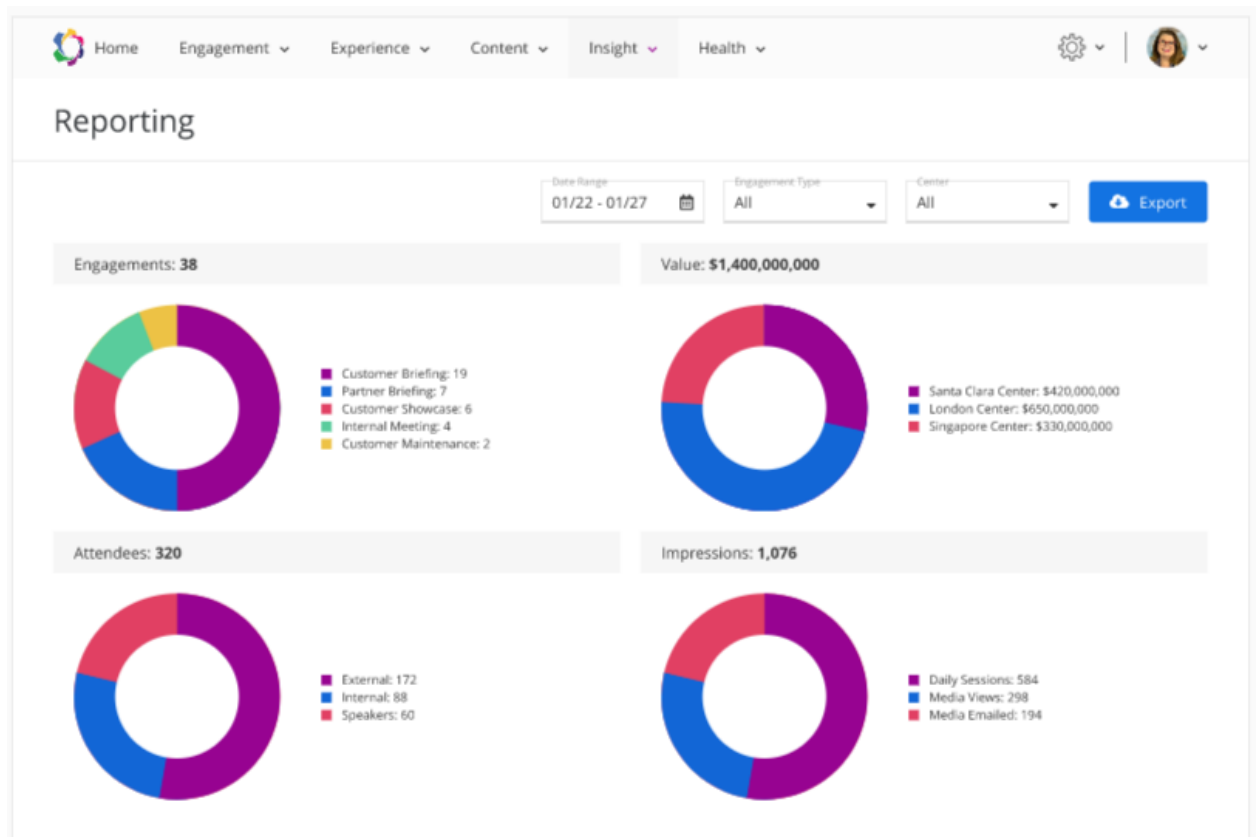 Home Engagement Experience Content Insight Health
Reporting
Date Range Engagement Type Center
01/22 - 01/27 All All Export
Engagements: 38
Customer Briefing: 19
Partner Briefing: 7
Customer Showcase: 6
Internal Meeting: 4
Customer Maintenance: 2
Value: $1,400,000,000
Santa Clara Center: $420,000,000
London Center: $650,000,000
Singapore Center: $330,000,000
Attendees: 320
External: 172
Internal: 88
Speakers: 60
Impressions: 1,076
Daily Sessions: 584
Media Views: 298
Media Emailed: 194